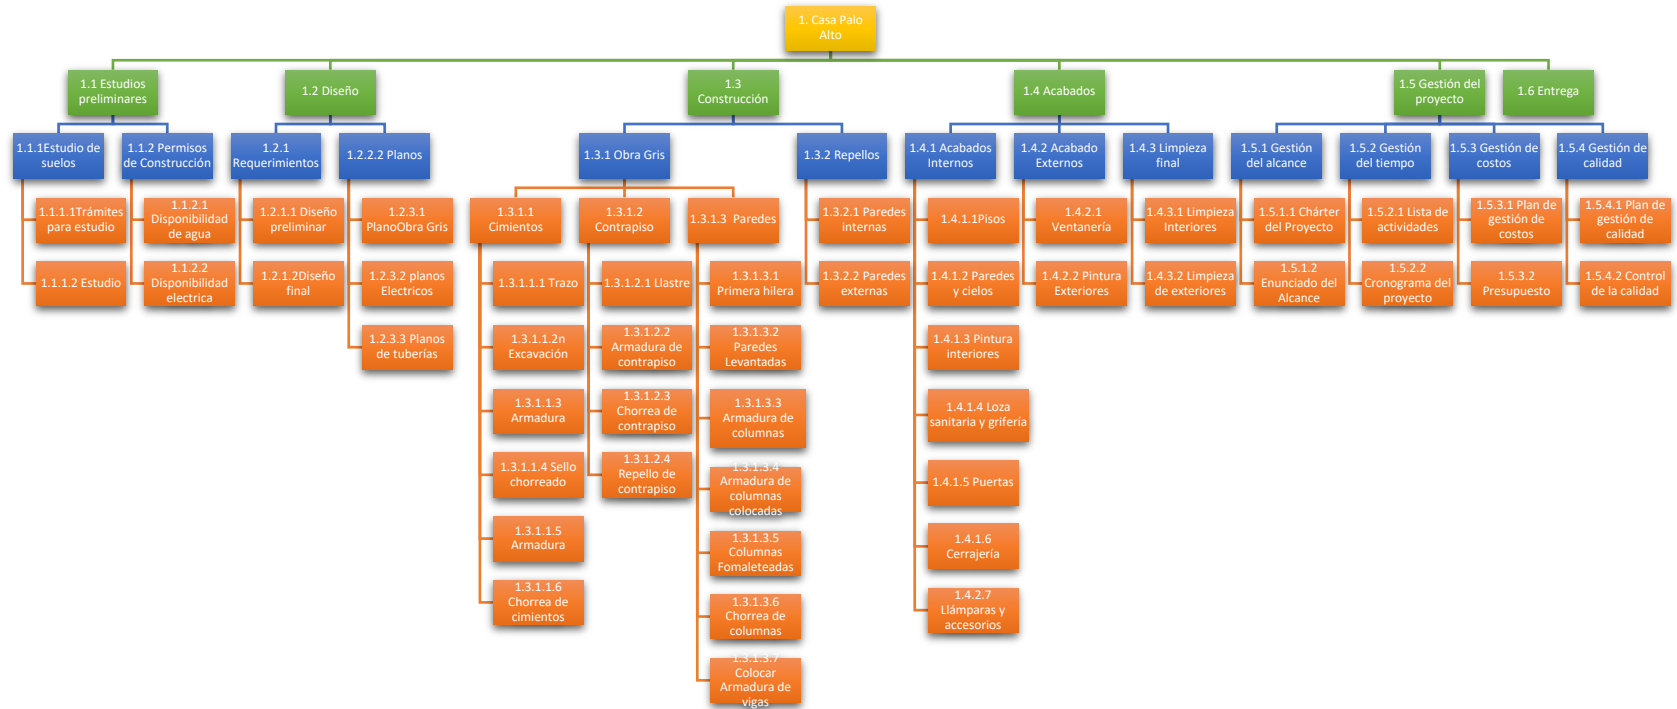 1. Casa Palo
Alto
1.1 Estudios
preliminares
1.2 Diseño
1.3
Construcción
1.4 Acabados
1.5 Gestión del
proyecto
1.6 Entrega
1.1.1Estudio de
suelos
1.1.2 Permisos
de Construcción
1.2.1
Requerimientos
1.2.2.2 Planos
1.3.1 Obra Gris
1.3.2 Repellos
1.4.1 Acabados
Internos
1.4.2 Acabado
Externos
1.4.3 Limpieza
final
1.5.1 Gestión
del alcance
1.5.2 Gestión
del tiempo
1.5.3 Gestión de
costos
1.5.4 Gestión de
calidad
1.1.1.1Trámites
para estudio
1.1.2.1
Disponibilidad
de agua
1.2.1.1 Diseño
preliminar
1.2.3.1
PlanoObra Gris
1.3.1.1
Cimientos
1.3.1.2
Contrapiso
1.3.1.3 Paredes
1.3.2.1 Paredes
internas
1.4.1.1Pisos
1.4.2.1
Ventanería
1.4.3.1 Limpieza
Interiores
1.5.1.1 Chárter
del Proyecto
1.5.2.1 Lista de
actividades
1.5.3.1 Plan de
gestión de
costos
1.5.4.1 Plan de
gestión de
calidad
1.1.1.2 Estudio
1.1.2.2
Disponibilidad
electrica
1.2.1.2Diseño
final
1.2.3.2 planos
Electricos
1.3.1.1.1 Trazo
1.3.1.2.1 Llastre
1.3.1.3.1
Primera hilera
1.3.2.2 Paredes
externas
1.4.1.2 Paredes
y cielos
1.4.2.2 Pintura
Exteriores
1.4.3.2 Limpieza
de exteriores
1.5.1.2
Enunciado del
Alcance
1.5.2.2
Cronograma del
proyecto
1.5.3.2
Presupuesto
1.5.4.2 Control
de la calidad
1.2.3.3 Planos
de tuberías
1.3.1.1.2n
Excavación
1.3.1.2.2
Armadura de
contrapiso
1.3.1.3.2
Paredes
Levantadas
1.4.1.3 Pintura
interiores
1.3.1.1.3
Armadura
1.3.1.2.3
Chorrea de
contrapiso
1.3.1.3.3
Armadura de
columnas
1.4.1.4 Loza
sanitaria y grifería
1.3.1.1.4 Sello
chorreado
1.3.1.2.4
Repello de
contrapiso
1.3.1.3.4
Armadura de
columnas
colocadas
1.4.1.5 Puertas
1.3.1.1.5
Armadura
1.3.1.3.5
Columnas
Fomaleteadas
1.4.1.6
Cerrajería
1.3.1.1.6
Chorrea de
cimientos
1.3.1.3.6
Chorrea de
columnas
1.4.2.7
Llámparas y
accesorios
1.3.1.3.7
Colocar
Armadura de
vigas